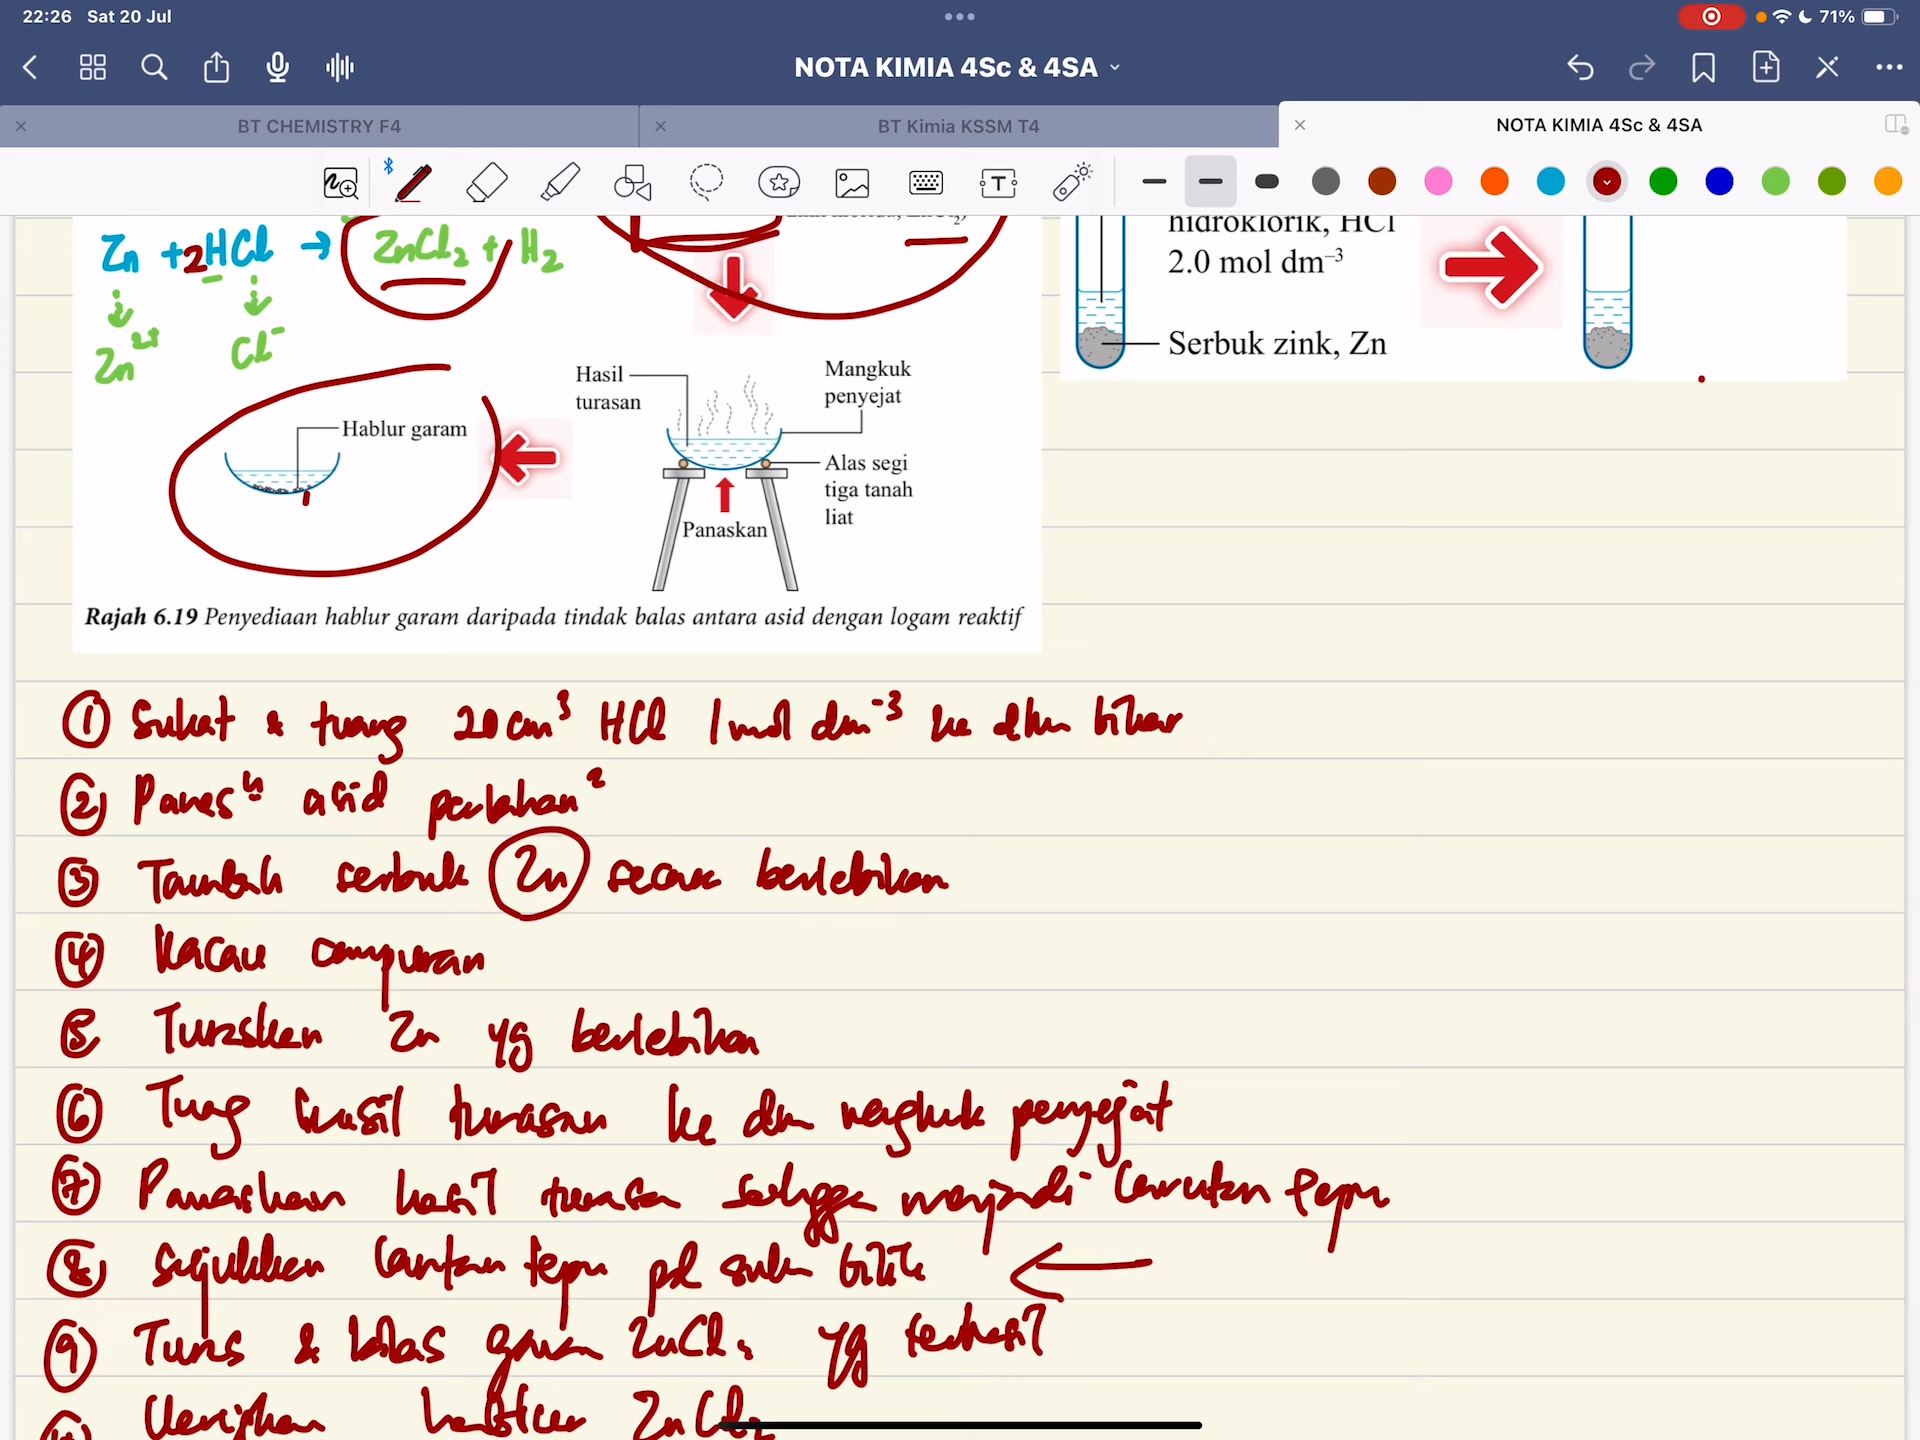 22:26 Sat 20 Jul
71%
NOTA KIMIA 4Sc & 4SA
BT CHEMISTRY F4
BT Kimia KSSM T4
NOTA KIMIA 4Sc & 4SA
Zn + 2HCl → ZnCl₂ + H₂
Zn²⁺
Cl⁻
hidroklorik, HCl
2.0 mol dm⁻³
Serbuk zink, Zn
Hasil
turasan
Mangkuk
penyejat
Hablur garam
Alas segi
tiga tanah
liat
Panaskan
Rajah 6.19 Penyediaan hablur garam daripada tindak balas antara asid dengan logam reaktif
① Sukat & tuang 20 cm³ HCl 1 mol dm⁻³ ke dlm bikar
② Panaskn asid perlahan²
③ Tambah serbuk Zn secara berlebihan
④ Kacau campuran
⑤ Turaskan Zn yg berlebihan
⑥ Tuag hasil turasan ke dlm mangkuk penyejat
⑦ Panaskan hasil turasan sehingga menjadi larutan tepu
⑧ Sejukkan larutan tepu pd suhu bilik
⑨ Turas & bilas garam ZnCl₂ yg terhasil
ZnCl₂